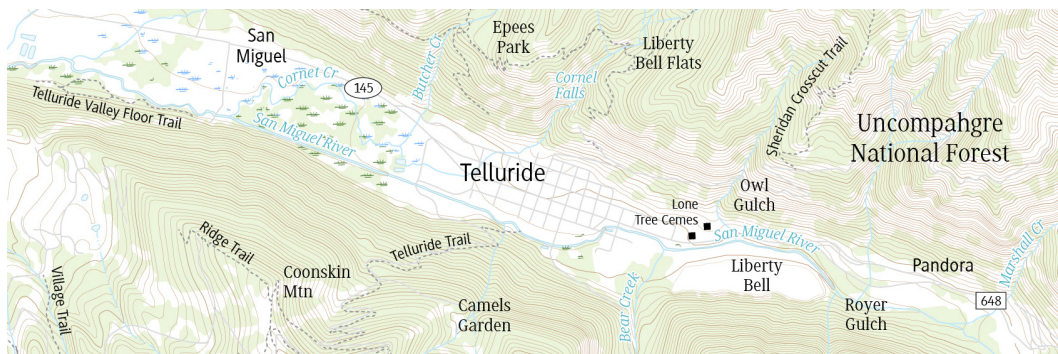 San
Miguel
Epees
Park
Liberty
Bell Flats
Butcher Cr
Cornet Cr
145
Cornel
Falls
Sheridan Crosscut Trail
Telluride Valley Floor Trail
San Miguel River
Uncompahgre
National Forest
Telluride
Owl
Gulch
Lone
Tree Cemes
San Miguel River
Ridge Trail
Telluride Trail
Marshall Cr
Village Trail
Coonskin
Mtn
Liberty
Bell
Pandora
Bear Creek
Camels
Garden
648
Royer
Gulch